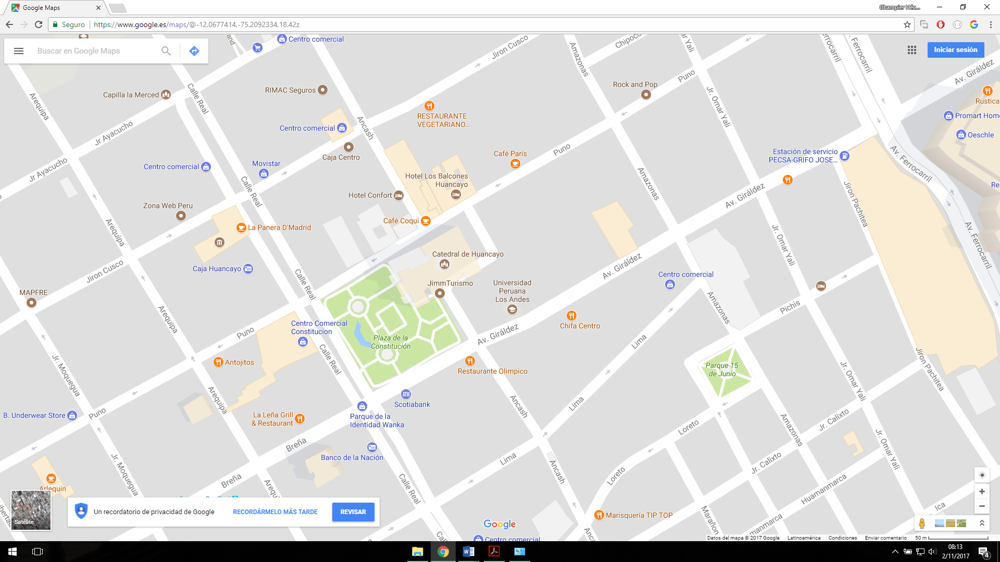 Google Maps
Ghampier Héc...
Seguro
https://www.google.es/maps/@-12.0677414,-75.2092334,18.42z
Buscar en Google Maps
Iniciar sesión
Centro comercial
Jiron Cusco
Amazonas
Chipoco
Puno
Av. Ferrocarril
Av. Giráldez
Capilla la Merced
Calle Real
RIMAC Seguros
Rock and Pop
Jr. Omar Yali
Rustica
Arequipa
Jr Ayacucho
Centro comercial
Ancash
RESTAURANTE
VEGETARIANO...
Promart Home
Oeschle
Caja Centro
Café París
Puno
Estación de servicio
PECSA-GRIFO JOSE...
Av. Ferrocarril
Jr Ayacucho
Centro comercial
Movistar
Hotel Los Balcones
Huancayo
Hotel Confort
Calle Real
Amazonas
Av. Giráldez
Jiron Pachitea
Zona Web Peru
Café Coqui
La Panera D'Madrid
Arequipa
Jr. Omar Yali
Av. Ferrocarril
Catedral de Huancayo
Caja Huancayo
Jiron Cusco
Calle Real
Av. Giráldez
Centro comercial
JimmTurismo
Universidad
Peruana
Los Andes
MAPFRE
Arequipa
Amazonas
Pichis
Centro Comercial
Constitucion
Puno
Chifa Centro
Av. Giráldez
Plaza de la
Constitución
Lima
Calle Real
Antojitos
Restaurante Olimpico
Parque 15
de Junio
Jr. Moquegua
Jr. Omar Yali
Jiron Pachitea
Arequipa
Scotiabank
ATM
Ancash
Lima
B. Underwear Store
Puno
La Leña Grill
& Restaurant
Parque de la
Identidad Wanka
Loreto
Amazonas
Jr. Calixto
Breña
Banco de la Nación
Jr. Omar Yali
Jr. Moquegua
Lima
Ancash
Jr. Calixto
Arlequin
Breña
Calle Real
Loreto
Huamanmarca
Satélite
Un recordatorio de privacidad de Google
RECORDÁRMELO MÁS TARDE
REVISAR
Marisquería TIP TOP
Marañon
Ica
Google
Centro comercial
Datos del mapa © 2017 Google
Latinoamérica
Condiciones
Enviar comentario
50 m
08:13
2/11/2017
4